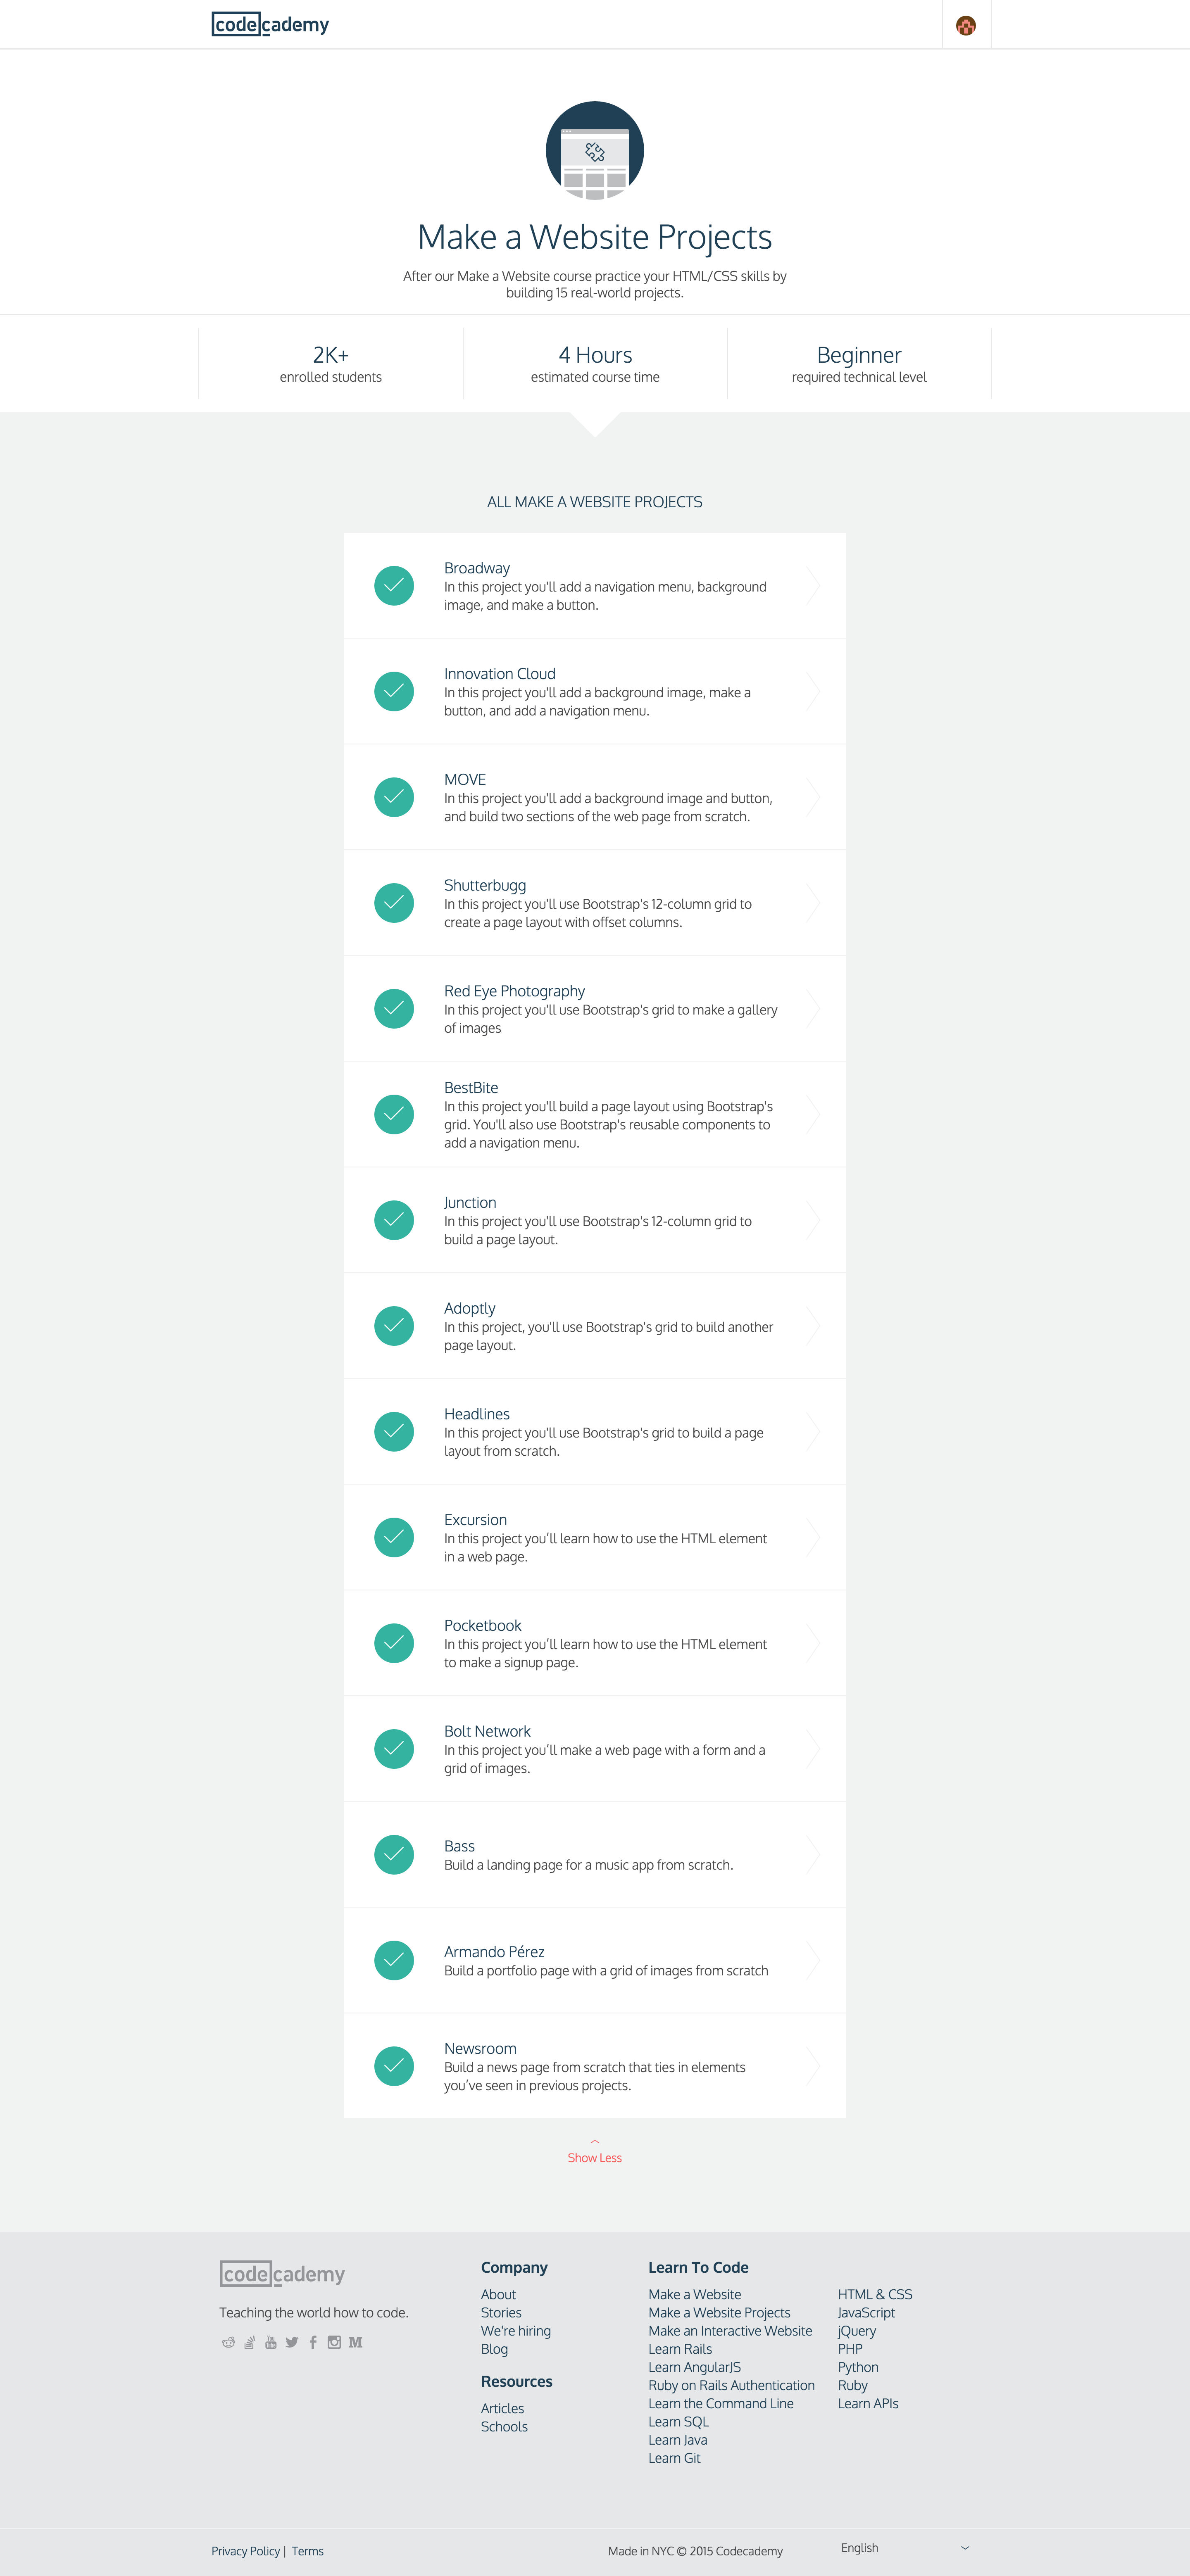 codecademy
Make a Website Projects
After our Make a Website course practice your HTML/CSS skills by
building 15 real-world projects.
2K+
enrolled students
4 Hours
estimated course time
Beginner
required technical level
ALL MAKE A WEBSITE PROJECTS
Broadway
In this project you'll add a navigation menu, background
image, and make a button.
Innovation Cloud
In this project you'll add a background image, make a
button, and add a navigation menu.
MOVE
In this project you'll add a background image and button,
and build two sections of the web page from scratch.
Shutterbugg
In this project you'll use Bootstrap's 12-column grid to
create a page layout with offset columns.
Red Eye Photography
In this project you'll use Bootstrap's grid to make a gallery
of images
BestBite
In this project you'll build a page layout using Bootstrap's
grid. You'll also use Bootstrap's reusable components to
add a navigation menu.
Junction
In this project you'll use Bootstrap's 12-column grid to
build a page layout.
Adoptly
In this project, you'll use Bootstrap's grid to build another
page layout.
Headlines
In this project you'll use Bootstrap's grid to build a page
layout from scratch.
Excursion
In this project you’ll learn how to use the HTML element
in a web page.
Pocketbook
In this project you’ll learn how to use the HTML element
to make a signup page.
Bolt Network
In this project you’ll make a web page with a form and a
grid of images.
Bass
Build a landing page for a music app from scratch.
Armando Pérez
Build a portfolio page with a grid of images from scratch
Newsroom
Build a news page from scratch that ties in elements
you’ve seen in previous projects.
Show Less
codecademy
Teaching the world how to code.
Company
About
Stories
We're hiring
Blog
Resources
Articles
Schools
Learn To Code
Make a Website
Make a Website Projects
Make an Interactive Website
Learn Rails
Learn AngularJS
Ruby on Rails Authentication
Learn the Command Line
Learn SQL
Learn Java
Learn Git
HTML & CSS
JavaScript
jQuery
PHP
Python
Ruby
Learn APIs
Privacy Policy | Terms
Made in NYC © 2015 Codecademy
English